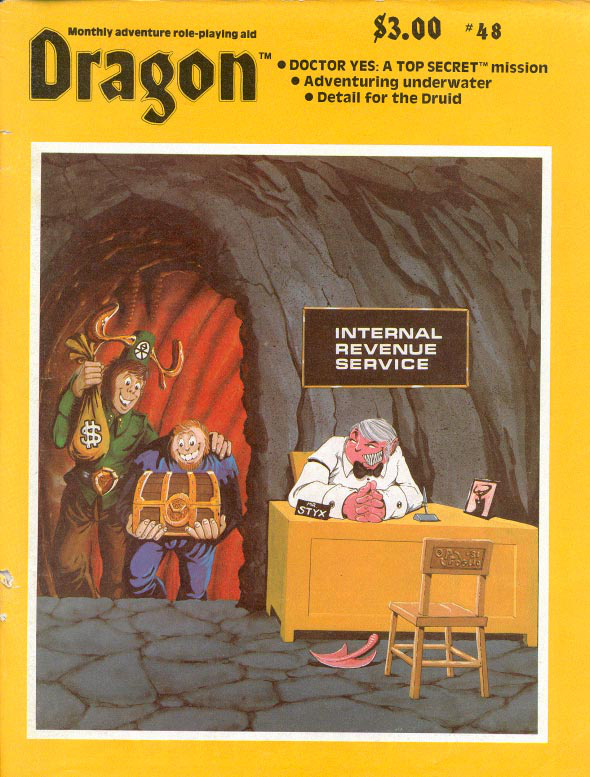 Monthly adventure role-playing aid
Dragon™
$3.00 #48
● DOCTOR YES: A TOP SECRET™ mission
● Adventuring underwater
● Detail for the Druid
INTERNAL
REVENUE
SERVICE
$
MR.
STYX